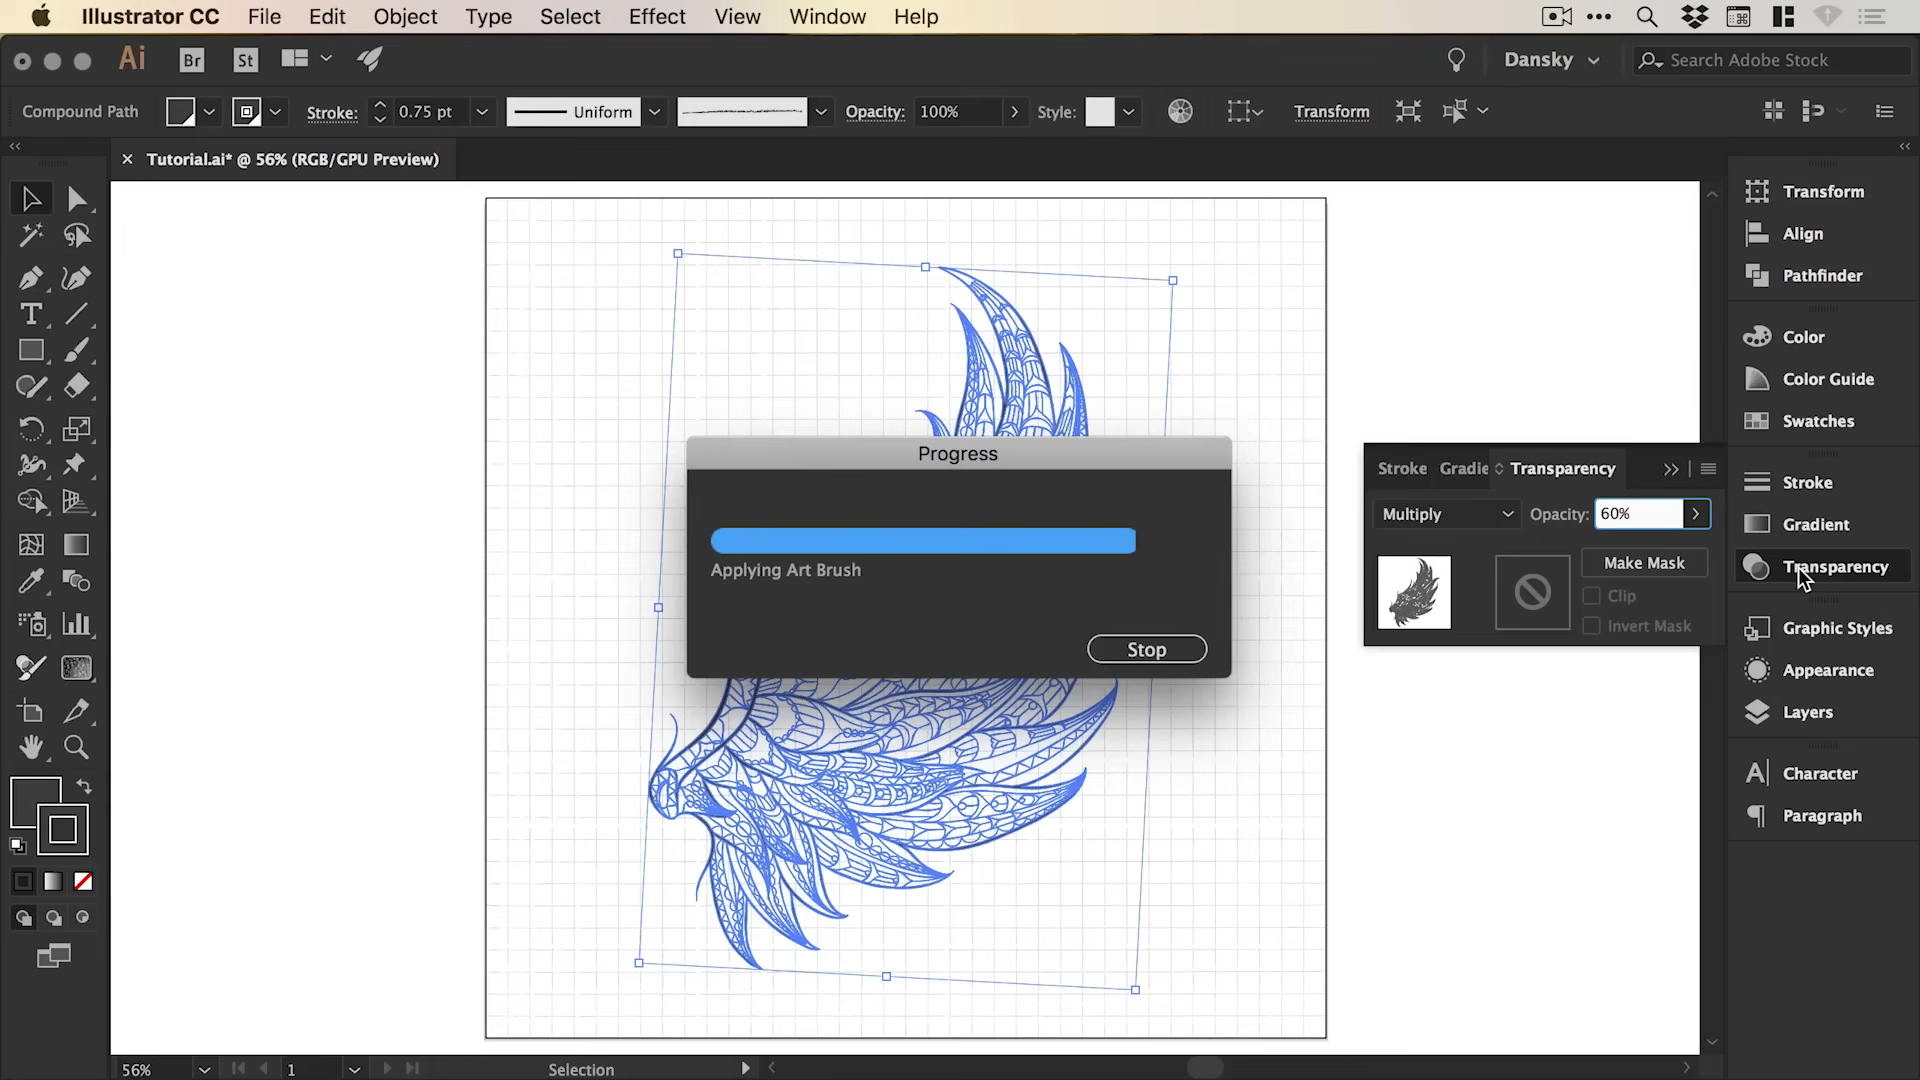 Illustrator CC File Edit Object Type Select Effect View Window Help
Ai Br St Dansky Search Adobe Stock
Compound Path Stroke: 0.75 pt Uniform Opacity: 100% Style: Transform
Tutorial.ai* @ 56% (RGB/GPU Preview)
Transform
Align
Pathfinder
Color
Color Guide
Swatches
Stroke
Gradient
Transparency
Graphic Styles
Appearance
Layers
Character
Paragraph
Progress
Applying Art Brush
Stop
Stroke Gradie Transparency
Multiply Opacity: 60%
Make Mask
Clip
Invert Mask
56% 1 Selection